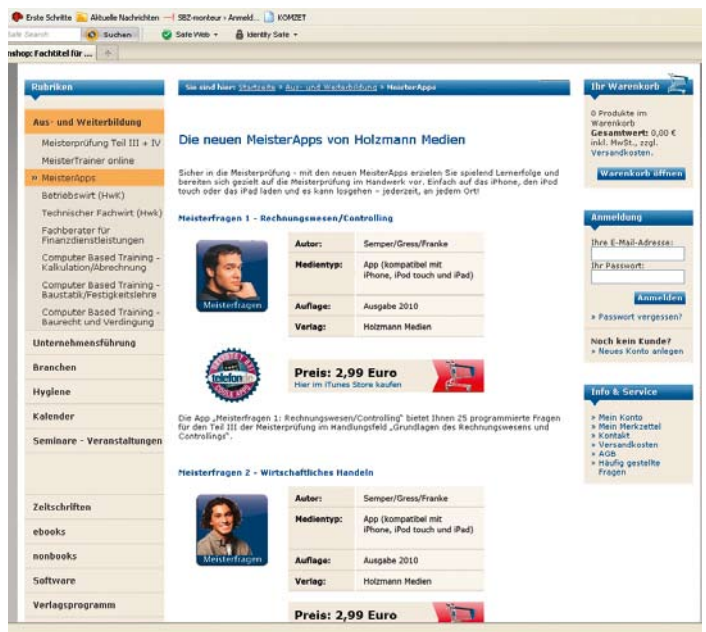 Erste Schritte Aktuelle Nachrichten SBZ-monteur › Anmeld... KOMZET
Safe Search Suchen Safe Web Identity Safe
nshop: Fachtitel für ... +
Rubriken
Aus- und Weiterbildung
Meisterprüfung Teil III + IV
MeisterTrainer online
» MeisterApps
Betriebswirt (HwK)
Technischer Fachwirt (Hwk)
Fachberater für
Finanzdienstleistungen
Computer Based Training -
Kalkulation/Abrechnung
Computer Based Training -
Baustatik/Festigkeitslehre
Computer Based Training -
Baurecht und Verdingung
Unternehmensführung
Branchen
Hygiene
Kalender
Seminare - Veranstaltungen
Zeitschriften
ebooks
nonbooks
Software
Verlagsprogramm
Sie sind hier: Startseite » Aus- und Weiterbildung » MeisterApps
Die neuen MeisterApps von Holzmann Medien
Sicher in die Meisterprüfung - mit den neuen MeisterApps erzielen Sie spielend Lernerfolge und
bereiten sich gezielt auf die Meisterprüfung im Handwerk vor. Einfach auf das iPhone, den iPod
touch oder das iPad laden und es kann losgehen – jederzeit, an jedem Ort!
Meisterfragen 1 - Rechnungswesen/Controlling
Meisterfragen
Autor: Semper/Gress/Franke
Medientyp: App (kompatibel mit
iPhone, iPod touch und iPad)
Auflage: Ausgabe 2010
Verlag: Holzmann Medien
telefon
COOLE APPS
Preis: 2,99 Euro
Hier im iTunes Store kaufen
Die App „Meisterfragen 1: Rechnungswesen/Controlling" bietet Ihnen 25 programmierte Fragen
für den Teil III der Meisterprüfung im Handlungsfeld „Grundlagen des Rechnungswesens und
Controllings".
Meisterfragen 2 - Wirtschaftliches Handeln
Meisterfragen
Autor: Semper/Gress/Franke
Medientyp: App (kompatibel mit
iPhone, iPod touch und iPad)
Auflage: Ausgabe 2010
Verlag: Holzmann Medien
Preis: 2,99 Euro
Ihr Warenkorb
0 Produkte im
Warenkorb
Gesamtwert: 0,00 €
inkl. MwSt., zzgl.
Versandkosten.
Warenkorb öffnen
Anmeldung
Ihre E-Mail-Adresse:
Ihr Passwort:
Anmelden
» Passwort vergessen?
Noch kein Kunde?
» Neues Konto anlegen
Info & Service
» Mein Konto
» Mein Merkzettel
» Kontakt
» Versandkosten
» AGB
» Häufig gestellte
Fragen